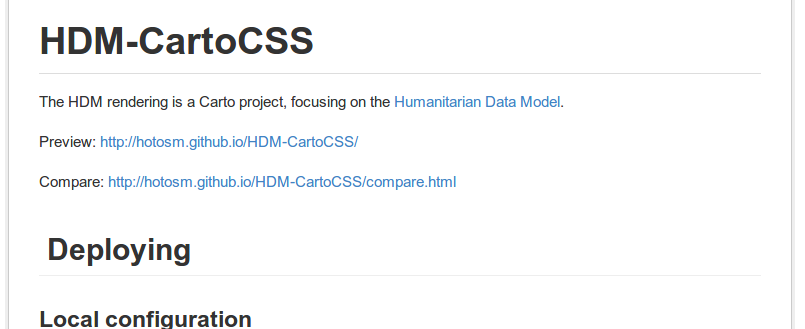 HDM-CartoCSS
The HDM rendering is a Carto project, focusing on the Humanitarian Data Model.
Preview: http://hotosm.github.io/HDM-CartoCSS/
Compare: http://hotosm.github.io/HDM-CartoCSS/compare.html
Deploying
Local configuration